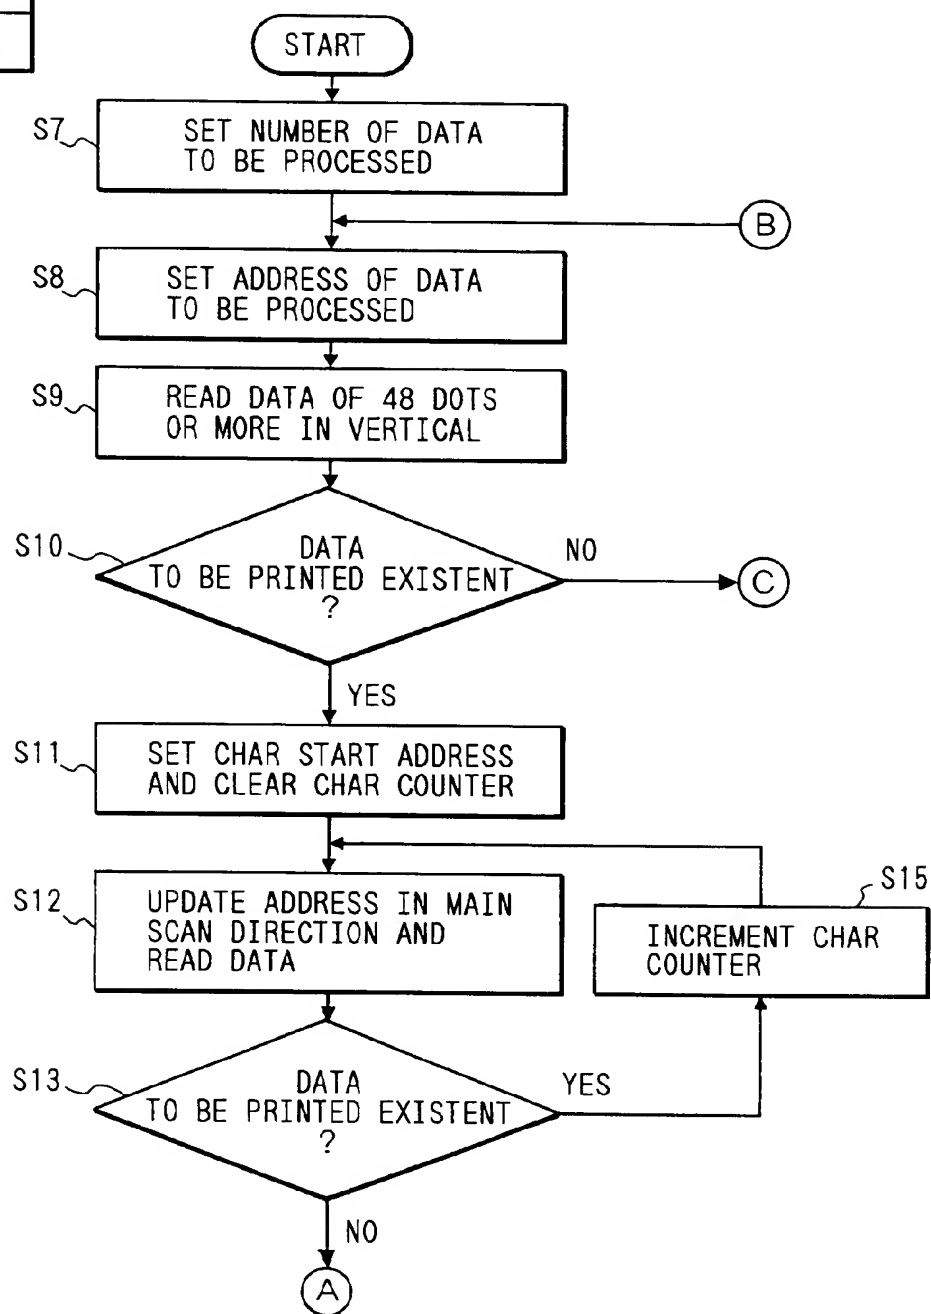 START
S7
SET NUMBER OF DATA
TO BE PROCESSED
B
S8
SET ADDRESS OF DATA
TO BE PROCESSED
S9
READ DATA OF 48 DOTS
OR MORE IN VERTICAL
S10
DATA
TO BE PRINTED EXISTENT
?
NO
C
YES
S11
SET CHAR START ADDRESS
AND CLEAR CHAR COUNTER
S12
UPDATE ADDRESS IN MAIN
SCAN DIRECTION AND
READ DATA
S15
INCREMENT CHAR
COUNTER
S13
DATA
TO BE PRINTED EXISTENT
?
YES
NO
A